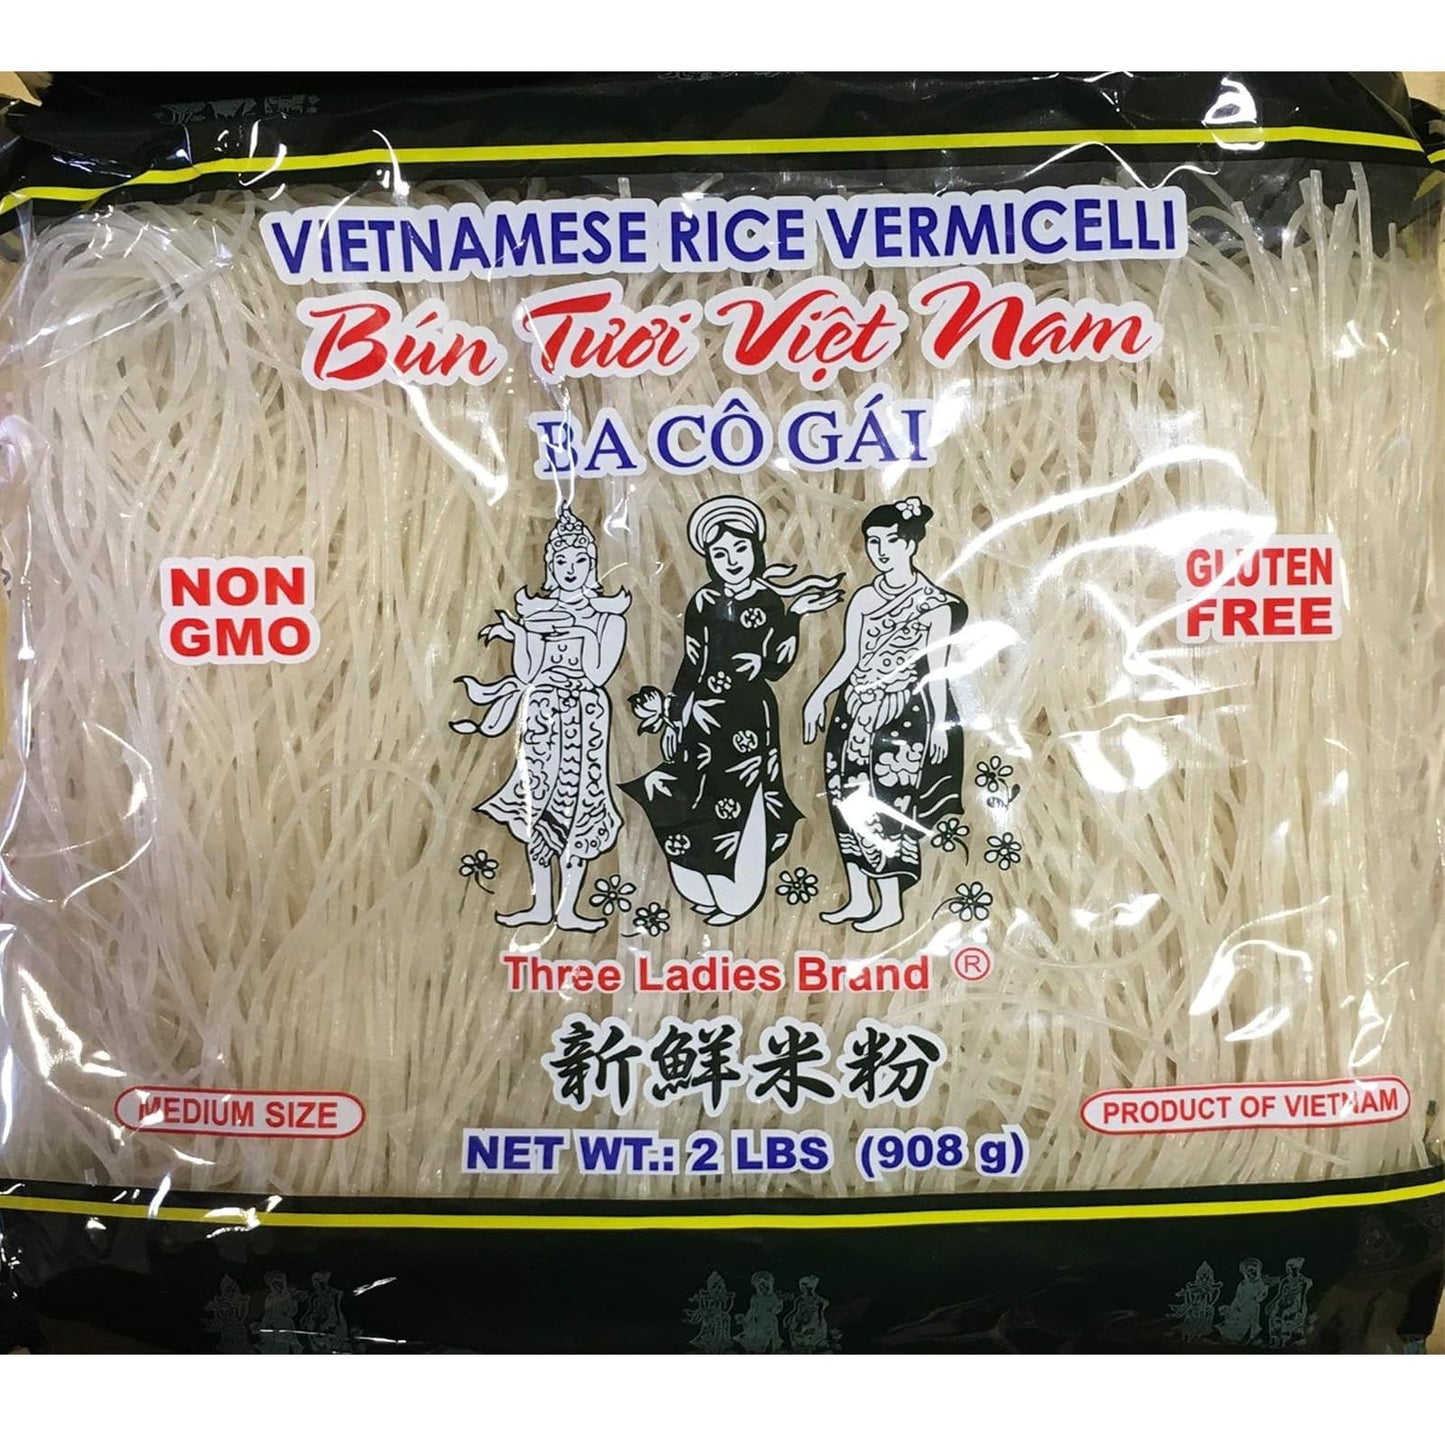 VIETNAMESE RICE VERMICELLI
Bún Tươi Việt Nam
BA CÔ GÁI
NON
GMO
GLUTEN
FREE
Three Ladies Brand ®
新鮮米粉
MEDIUM SIZE
PRODUCT OF VIETNAM
NET WT.: 2 LBS (908 g)